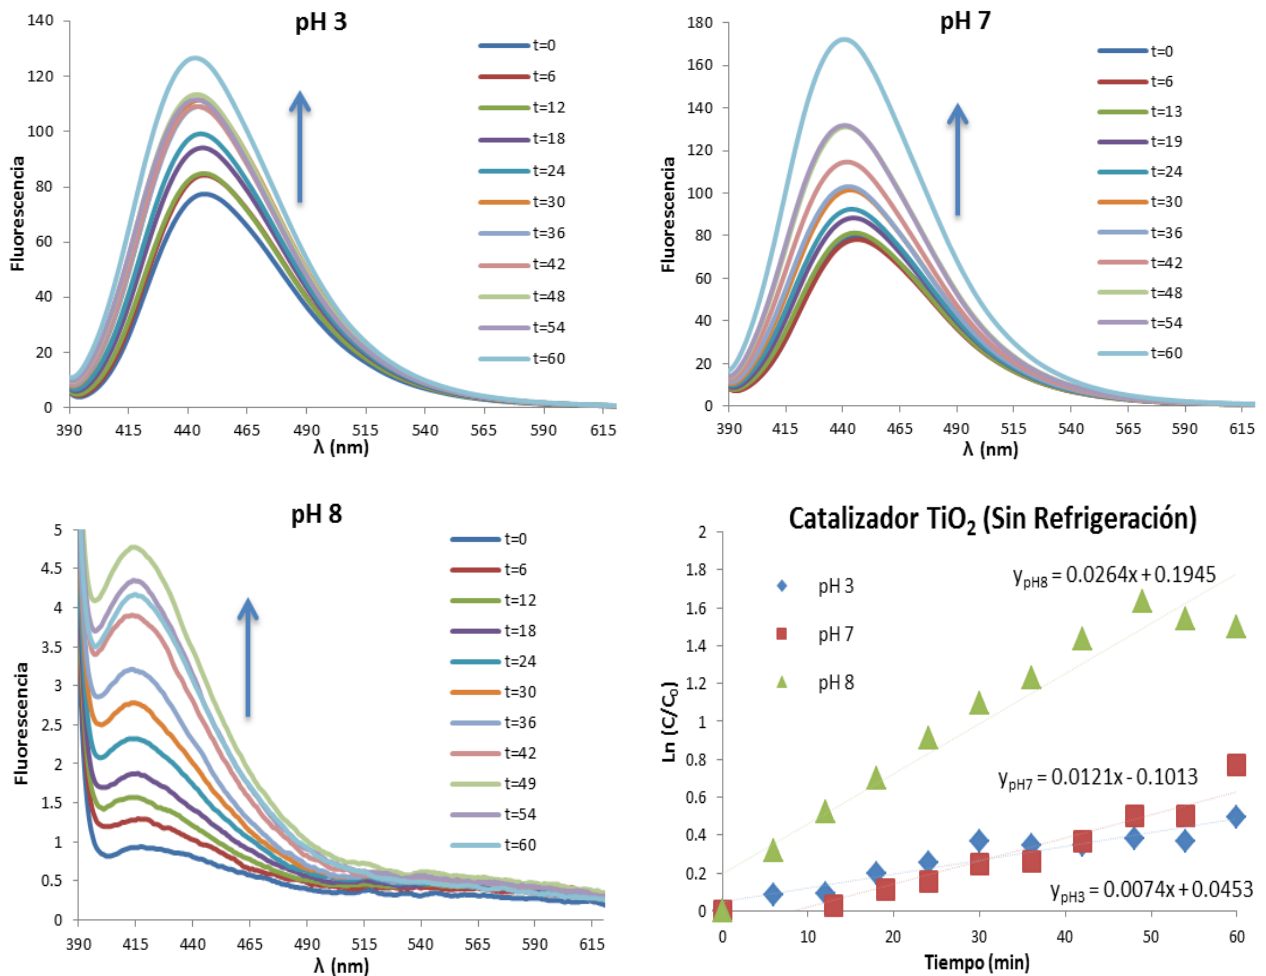 pH 3
140
120
100
80
60
40
20
0
Fluorescencia
390 415 440 465 490 515 540 565 590 615
λ (nm)
t=0
t=6
t=12
t=18
t=24
t=30
t=36
t=42
t=48
t=54
t=60
pH 7
180
160
140
120
100
80
60
40
20
0
Fluorescencia
390 415 440 465 490 515 540 565 590 615
λ (nm)
t=0
t=6
t=13
t=19
t=24
t=30
t=36
t=42
t=48
t=54
t=60
pH 8
5
4.5
4
3.5
3
2.5
2
1.5
1
0.5
0
Fluorescencia
390 415 440 465 490 515 540 565 590 615
λ (nm)
t=0
t=6
t=12
t=18
t=24
t=30
t=36
t=42
t=49
t=54
t=60
Catalizador TiO₂ (Sin Refrigeración)
2
1.8
1.6
1.4
1.2
1
0.8
0.6
0.4
0.2
0
Ln (C/C₀)
0 10 20 30 40 50 60
Tiempo (min)
pH 3
pH 7
pH 8
y_pH8 = 0.0264x + 0.1945
y_pH7 = 0.0121x - 0.1013
y_pH3 = 0.0074x + 0.0453